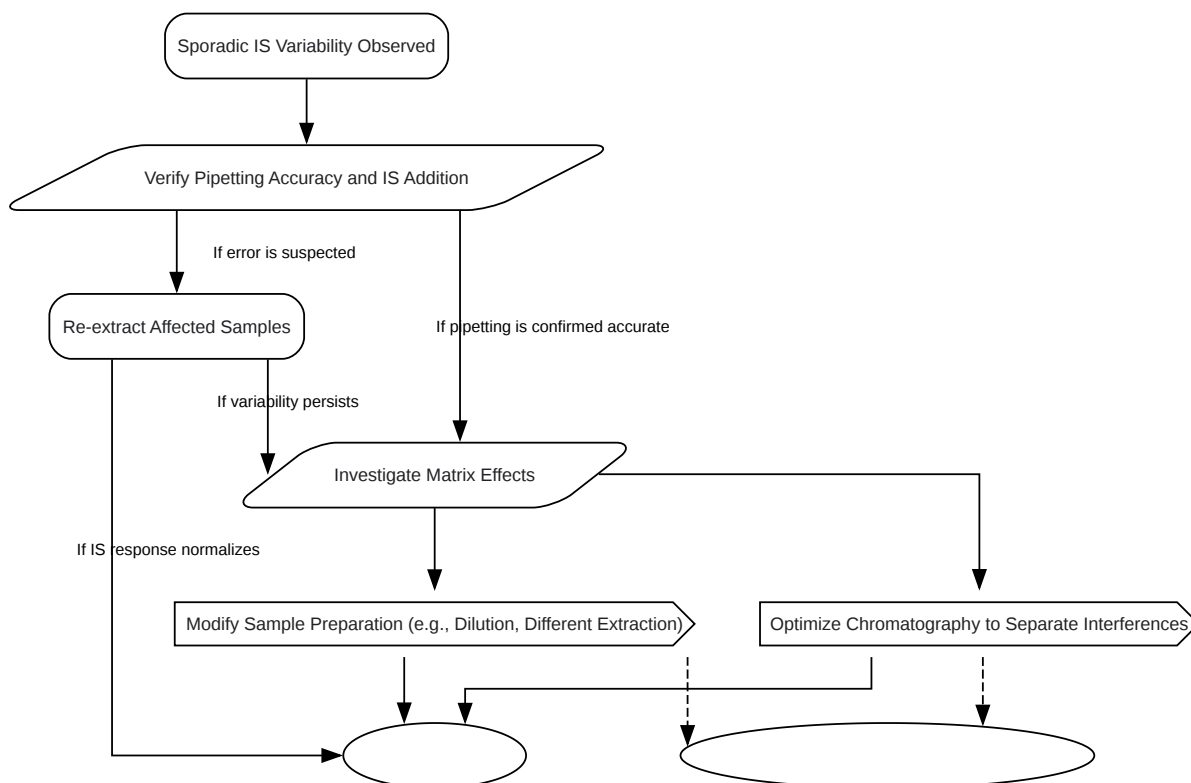 Sporadic IS Variability Observed
Verify Pipetting Accuracy and IS Addition
If error is suspected
Re-extract Affected Samples
If pipetting is confirmed accurate
If variability persists
Investigate Matrix Effects
If IS response normalizes
Modify Sample Preparation (e.g., Dilution, Different Extraction)
Optimize Chromatography to Separate Interferences